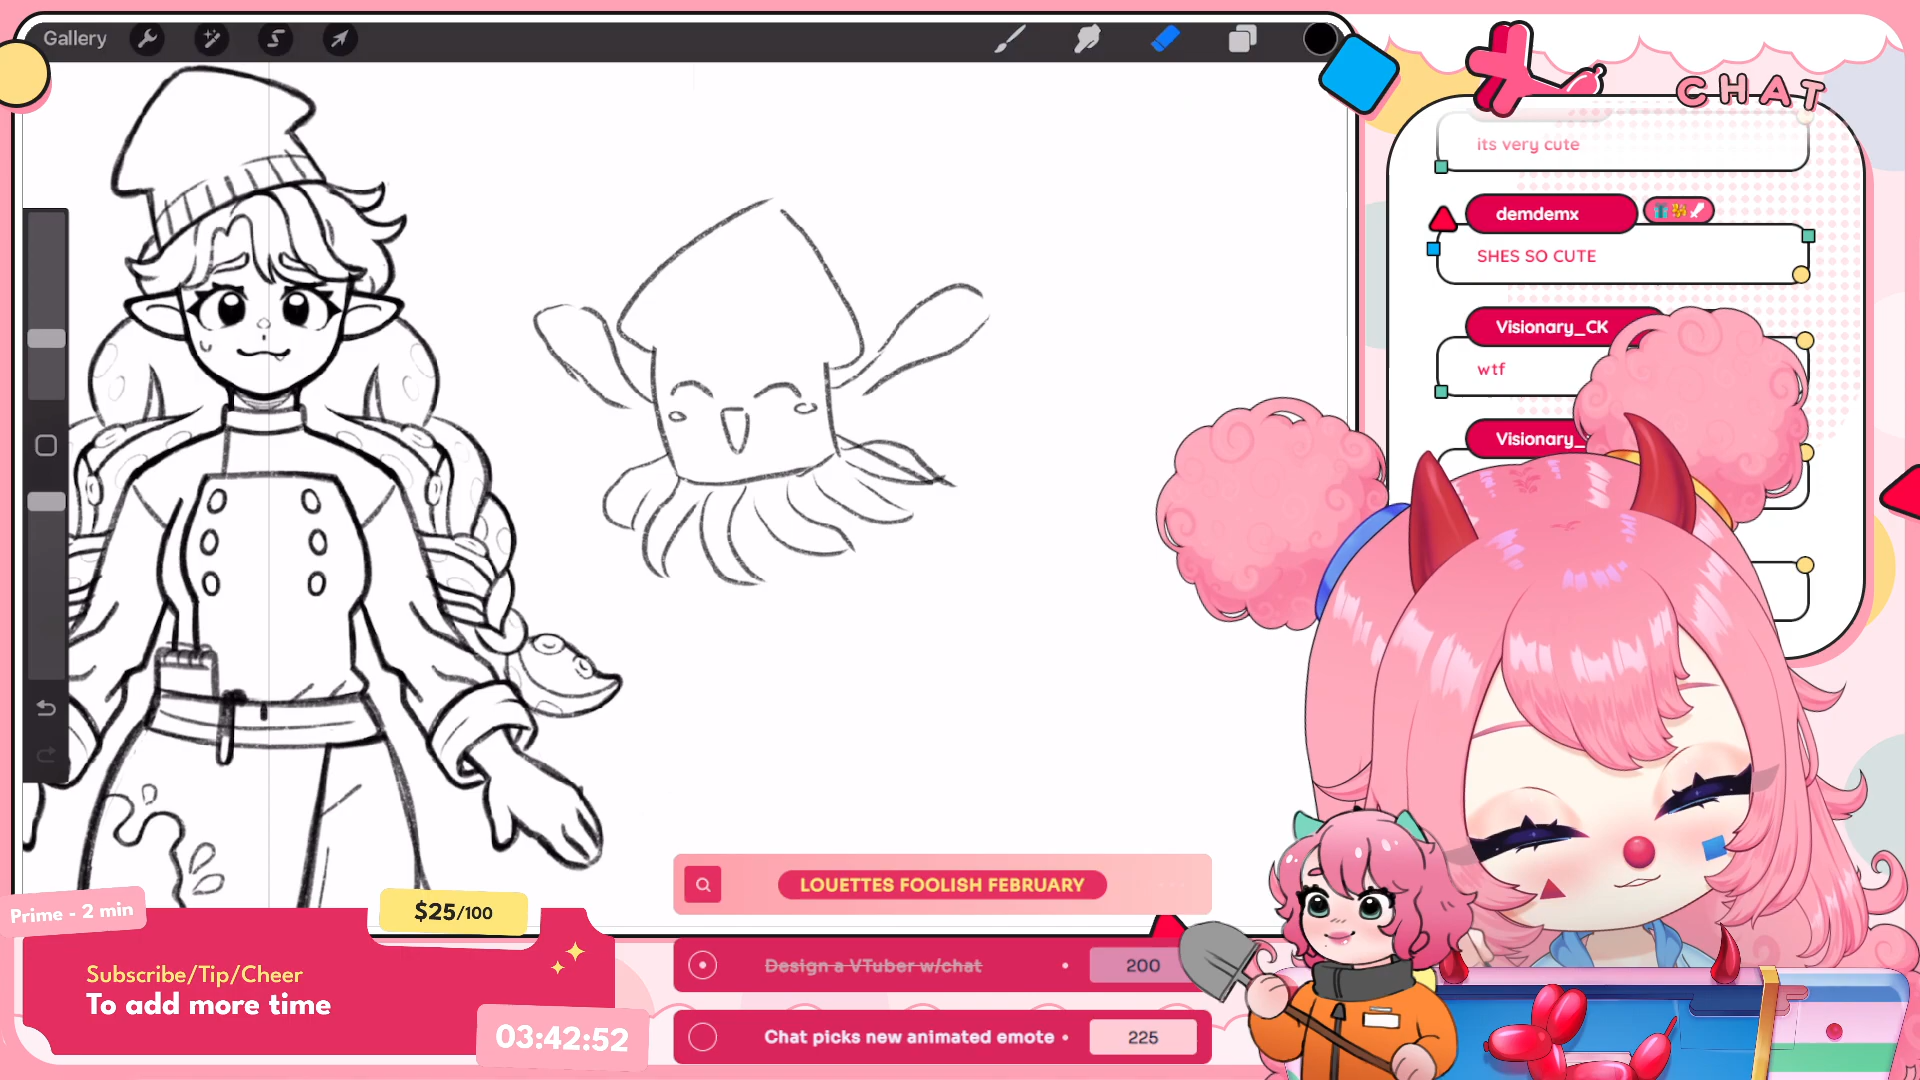 Gallery
CHAT
its very cute
demdemx
SHES SO CUTE
Visionary_CK
wtf
Visionary_
LOUETTES FOOLISH FEBRUARY
Prime - 2 min
$25/100
Subscribe/Tip/Cheer
To add more time
03:42:52
Design a VTuber w/chat • 200
Chat picks new animated emote • 225